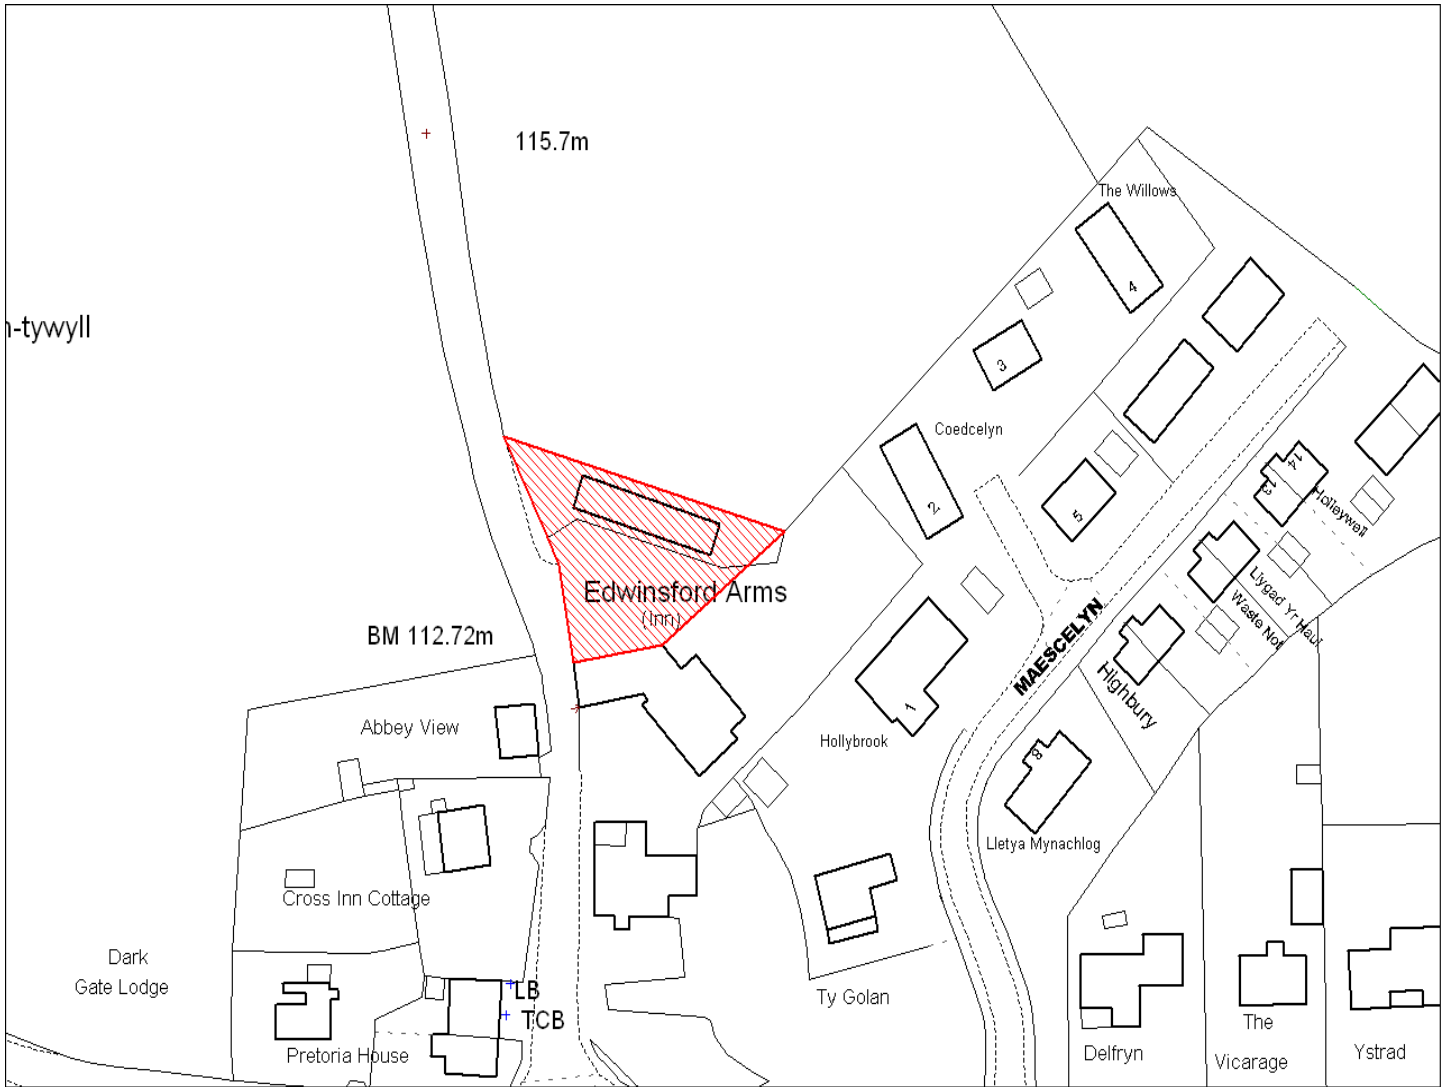 115.7m
The Willows
4
n-tywyll
3
Coedcelyn
2
5
14
13
Holleywell
Edwinsford Arms
(Inn)
Llygad Yr Haul
Waste Not
BM 112.72m
MAESCELYN
Highbury
Abbey View
1
Hollybrook
8
Lletya Mynachlog
Cross Inn Cottage
Dark
Gate Lodge
LB
TCB
Ty Golan
The
Vicarage
Pretoria House
Delfryn
Ystrad